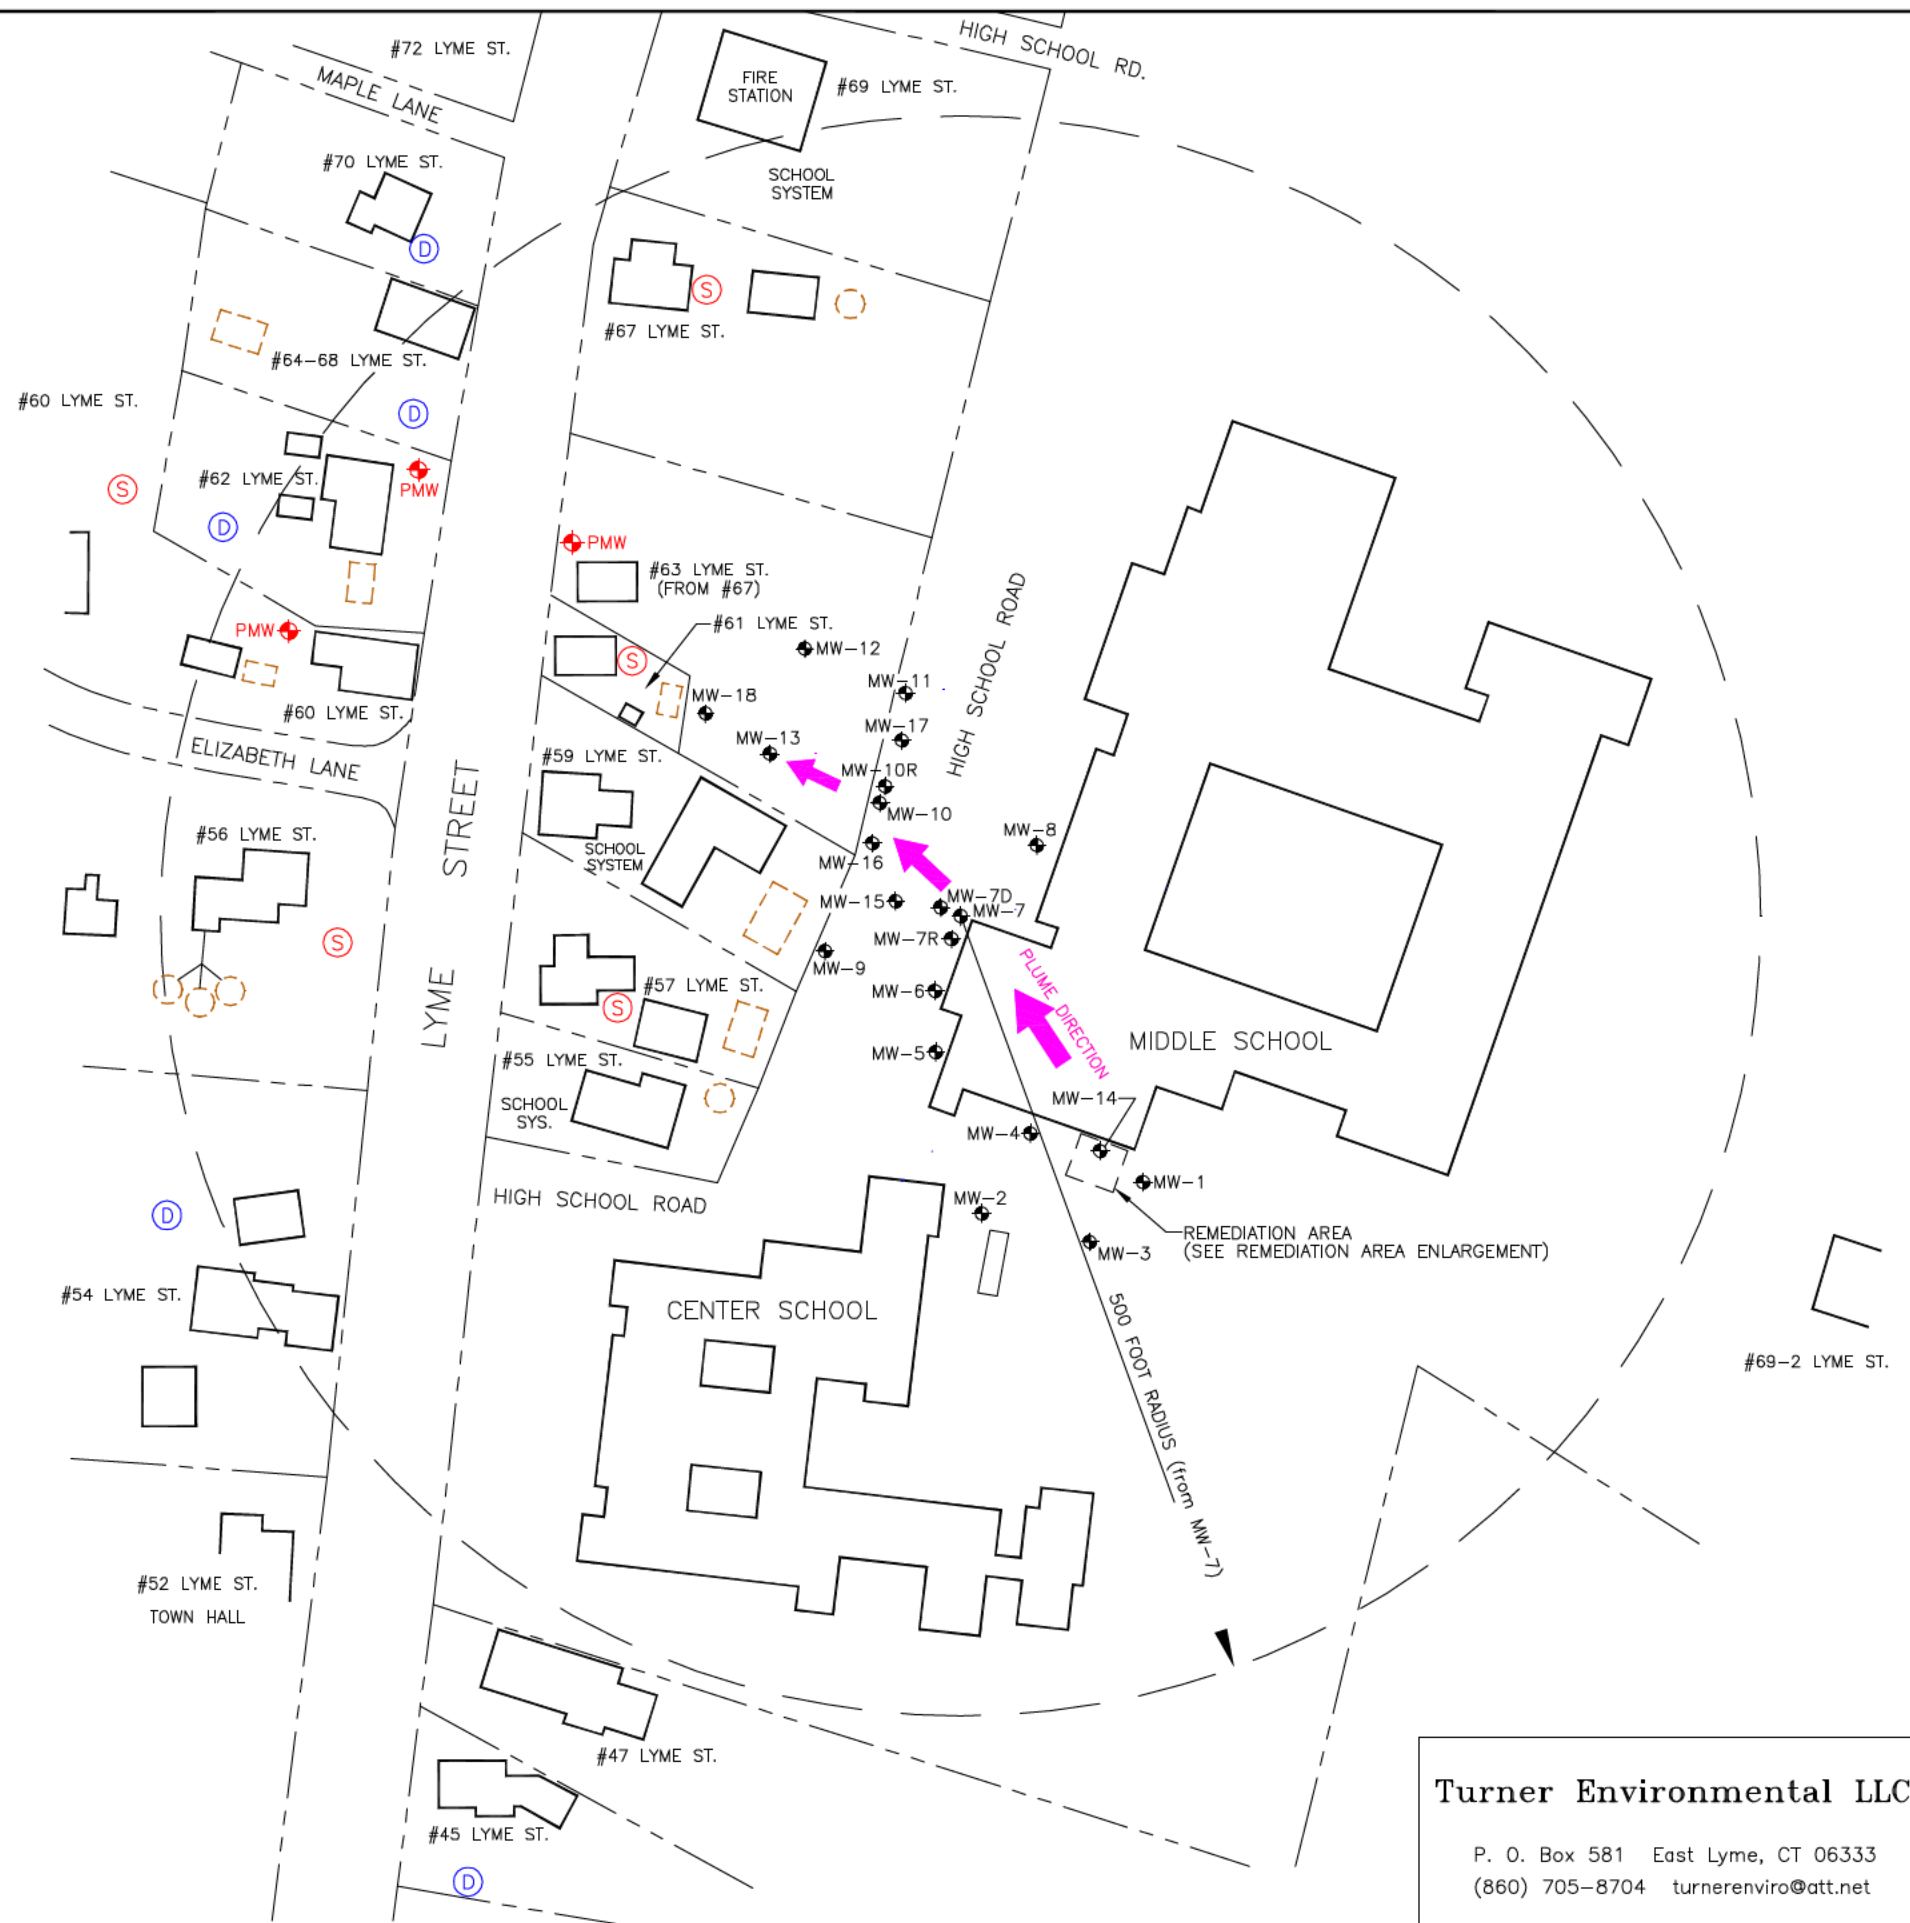 HIGH SCHOOL RD.
#72 LYME ST.
MAPLE LANE
FIRE
STATION
#69 LYME ST.
#70 LYME ST.
SCHOOL
SYSTEM
D
S
#67 LYME ST.
#64-68 LYME ST.
#60 LYME ST.
D
#62 LYME ST.
PMW
S
D
PMW
#63 LYME ST.
(FROM #67)
#61 LYME ST.
PMW
S
MW-12
MW-11
HIGH SCHOOL ROAD
MW-18
#60 LYME ST.
MW-17
MW-13
ELIZABETH LANE
#59 LYME ST.
MW-10R
MW-10
LYME STREET
#56 LYME ST.
SCHOOL
SYSTEM
MW-8
MW-16
MW-15
MW-7D
MW-7
S
MW-7R
MW-9
PLUME DIRECTION
#57 LYME ST.
S
MW-6
MIDDLE SCHOOL
MW-5
#55 LYME ST.
SCHOOL
SYS.
MW-14
MW-4
MW-1
HIGH SCHOOL ROAD
MW-2
D
REMEDIATION AREA
(SEE REMEDIATION AREA ENLARGEMENT)
MW-3
#54 LYME ST.
CENTER SCHOOL
500 FOOT RADIUS (from MW-7)
#69-2 LYME ST.
#52 LYME ST.
TOWN HALL
#47 LYME ST.
#45 LYME ST.
D
Turner Environmental LLC
P. O. Box 581 East Lyme, CT 06333
(860) 705-8704 turnerenviro@att.net